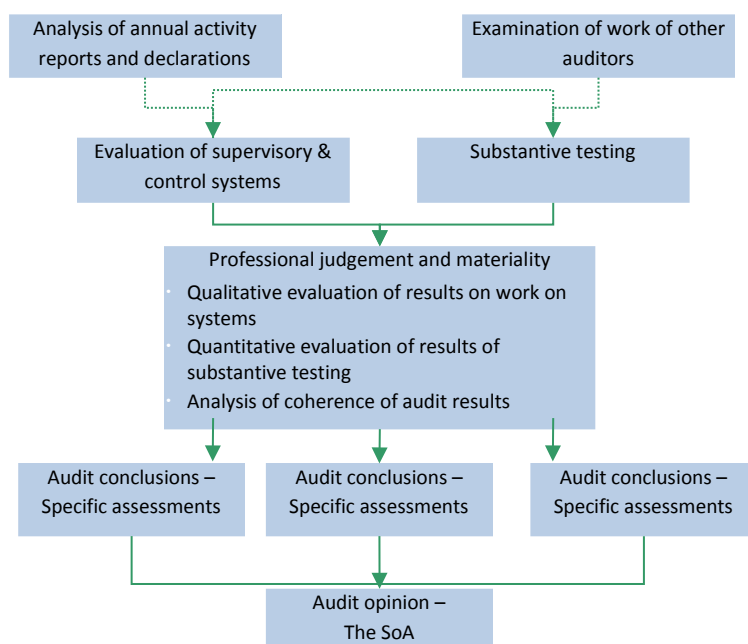 Analysis of annual activity
reports and declarations
Examination of work of other
auditors
Evaluation of supervisory &
control systems
Substantive testing
Professional judgement and materiality
· Qualitative evaluation of results on work on
systems
· Quantitative evaluation of results of
substantive testing
· Analysis of coherence of audit results
Audit conclusions –
Specific assessments
Audit conclusions –
Specific assessments
Audit conclusions –
Specific assessments
Audit opinion –
The SoA